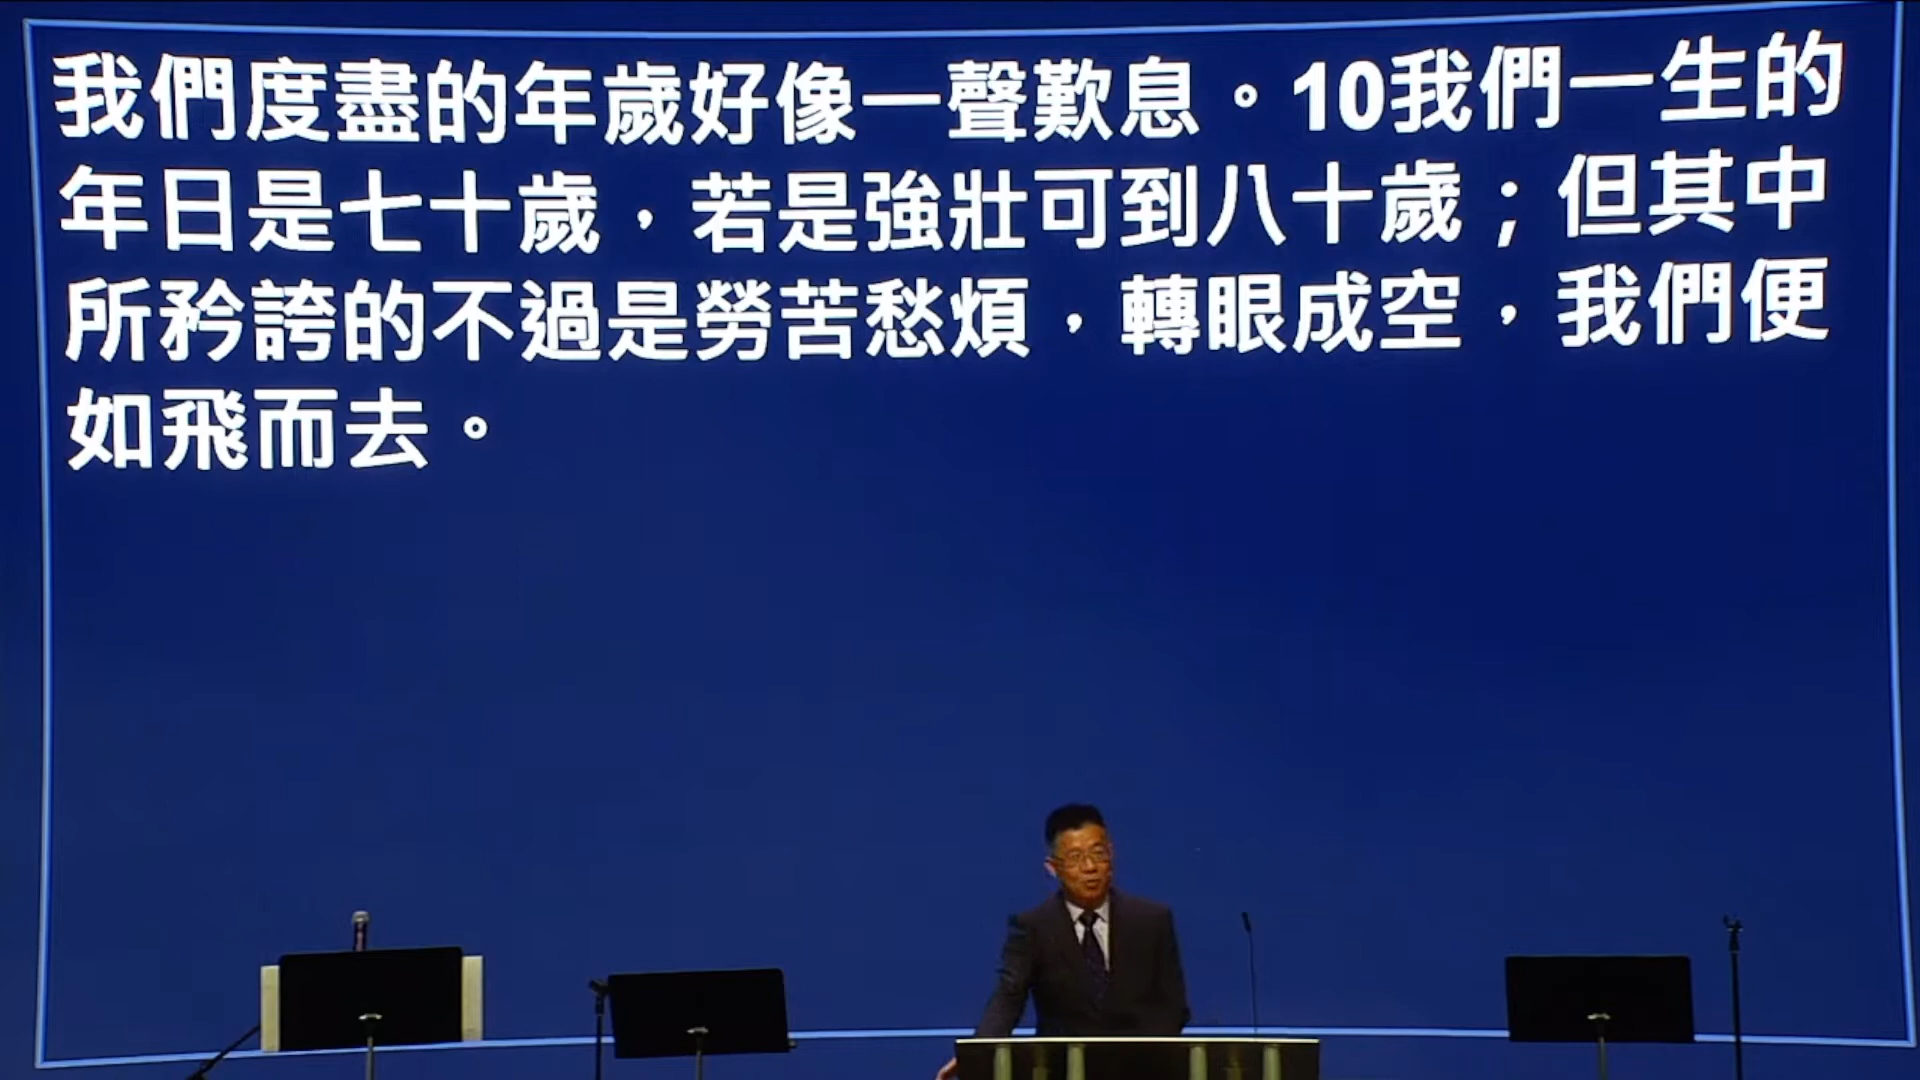 我們度盡的年歲好像一聲歎息。10我們一生的
年日是七十歲，若是強壯可到八十歲；但其中
所矜誇的不過是勞苦愁煩，轉眼成空，我們便
如飛而去。